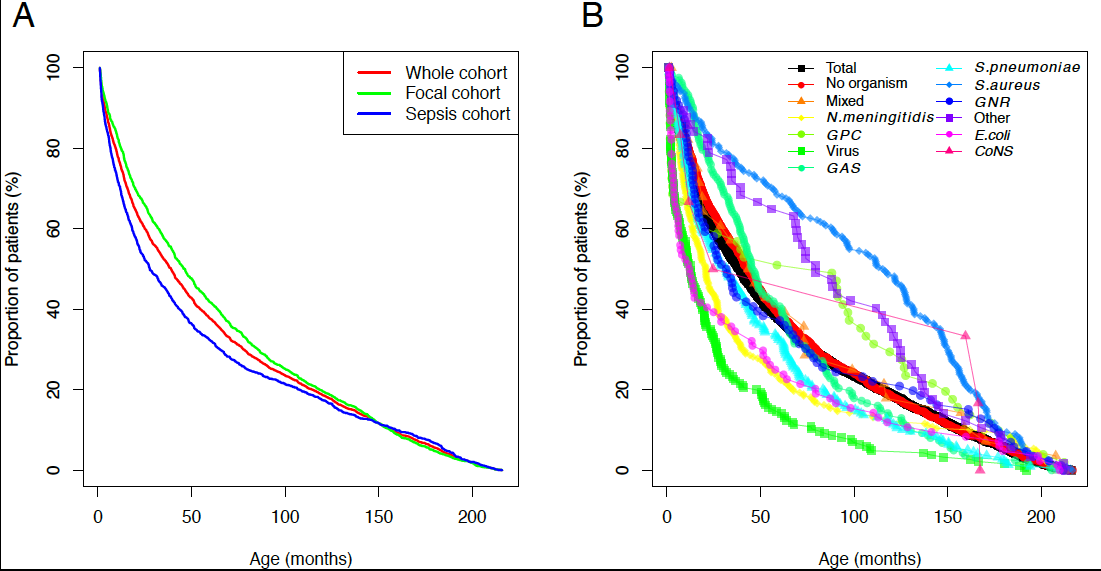 A
Proportion of patients (%)
100
80
60
40
20
0
Whole cohort
Focal cohort
Sepsis cohort
0 50 100 150 200
Age (months)
B
Proportion of patients (%)
100
80
60
40
20
0
Total
No organism
Mixed
N.meningitidis
GPC
Virus
GAS
S.pneumoniae
S.aureus
GNR
Other
E.coli
CoNS
0 50 100 150 200
Age (months)